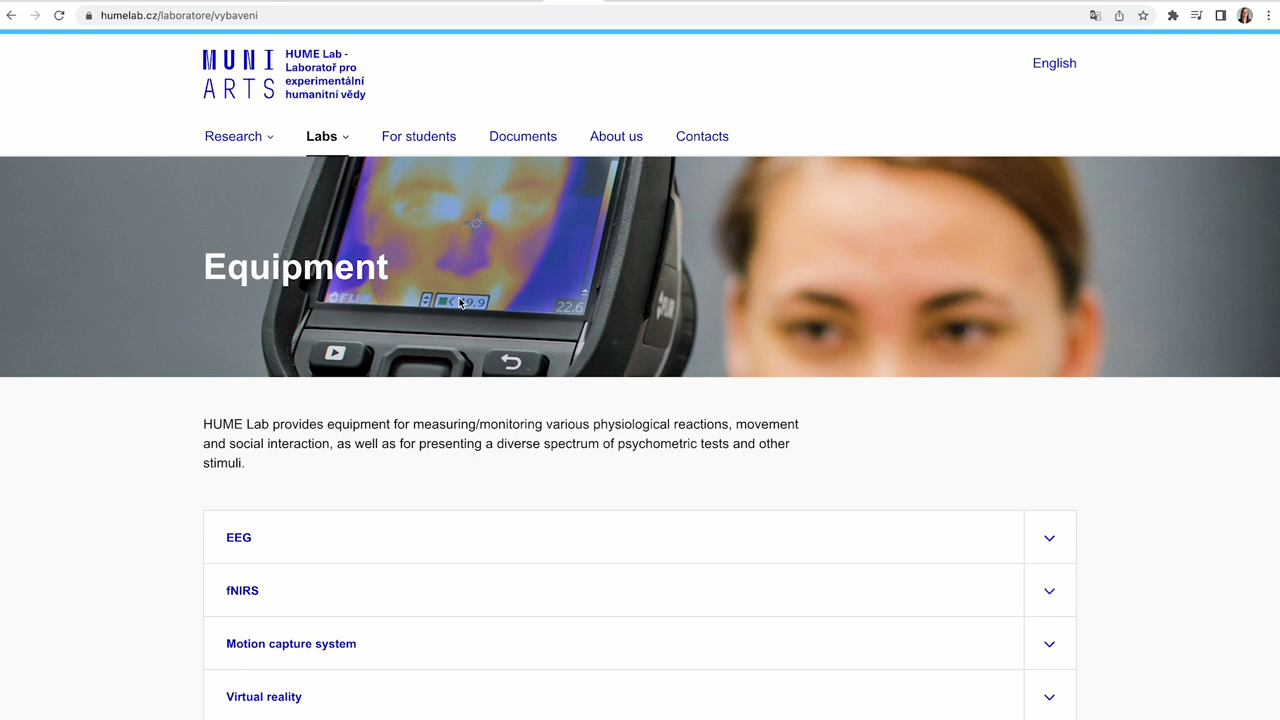 humelab.cz/laboratore/vybaveni
MUNI
ARTS
HUME Lab -
Laboratoř pro
experimentální
humanitní vědy
English
Research
Labs
For students
Documents
About us
Contacts
Equipment
FLIR
22.6
FLIR
HUME Lab provides equipment for measuring/monitoring various physiological reactions, movement
and social interaction, as well as for presenting a diverse spectrum of psychometric tests and other
stimuli.
EEG
fNIRS
Motion capture system
Virtual reality